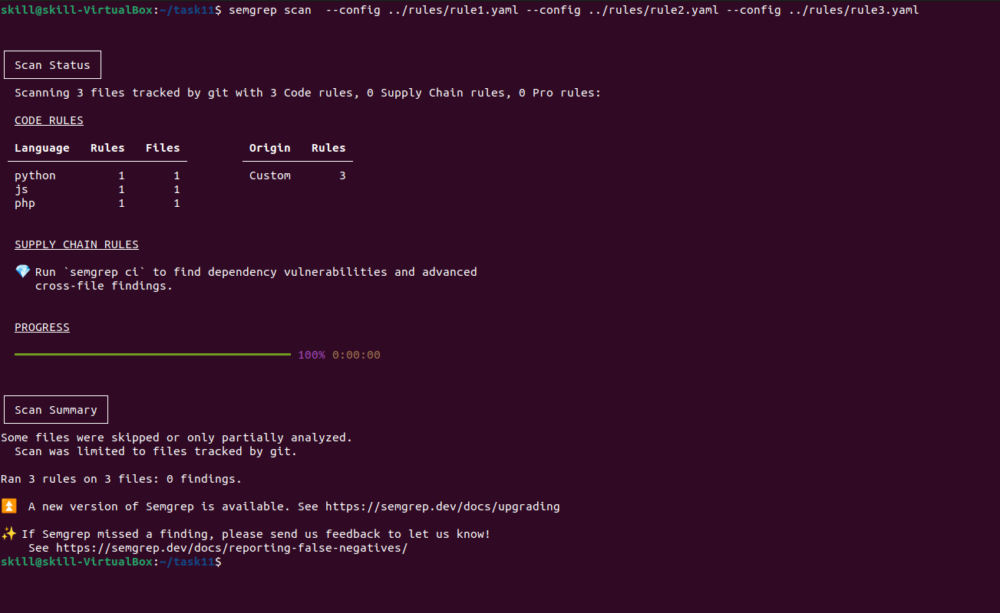 skill@skill-VirtualBox:~/task11$ semgrep scan  --config ../rules/rule1.yaml --config ../rules/rule2.yaml --config ../rules/rule3.yaml
Scan Status
Scanning 3 files tracked by git with 3 Code rules, 0 Supply Chain rules, 0 Pro rules:
CODE RULES
Language Rules Files Origin Rules
python 1 1 Custom 3
js 1 1
php 1 1
SUPPLY CHAIN RULES
💎 Run `semgrep ci` to find dependency vulnerabilities and advanced
cross-file findings.
PROGRESS
100% 0:00:00
Scan Summary
Some files were skipped or only partially analyzed.
Scan was limited to files tracked by git.
Ran 3 rules on 3 files: 0 findings.
⏫ A new version of Semgrep is available. See https://semgrep.dev/docs/upgrading
✨ If Semgrep missed a finding, please send us feedback to let us know!
See https://semgrep.dev/docs/reporting-false-negatives/
skill@skill-VirtualBox:~/task11$